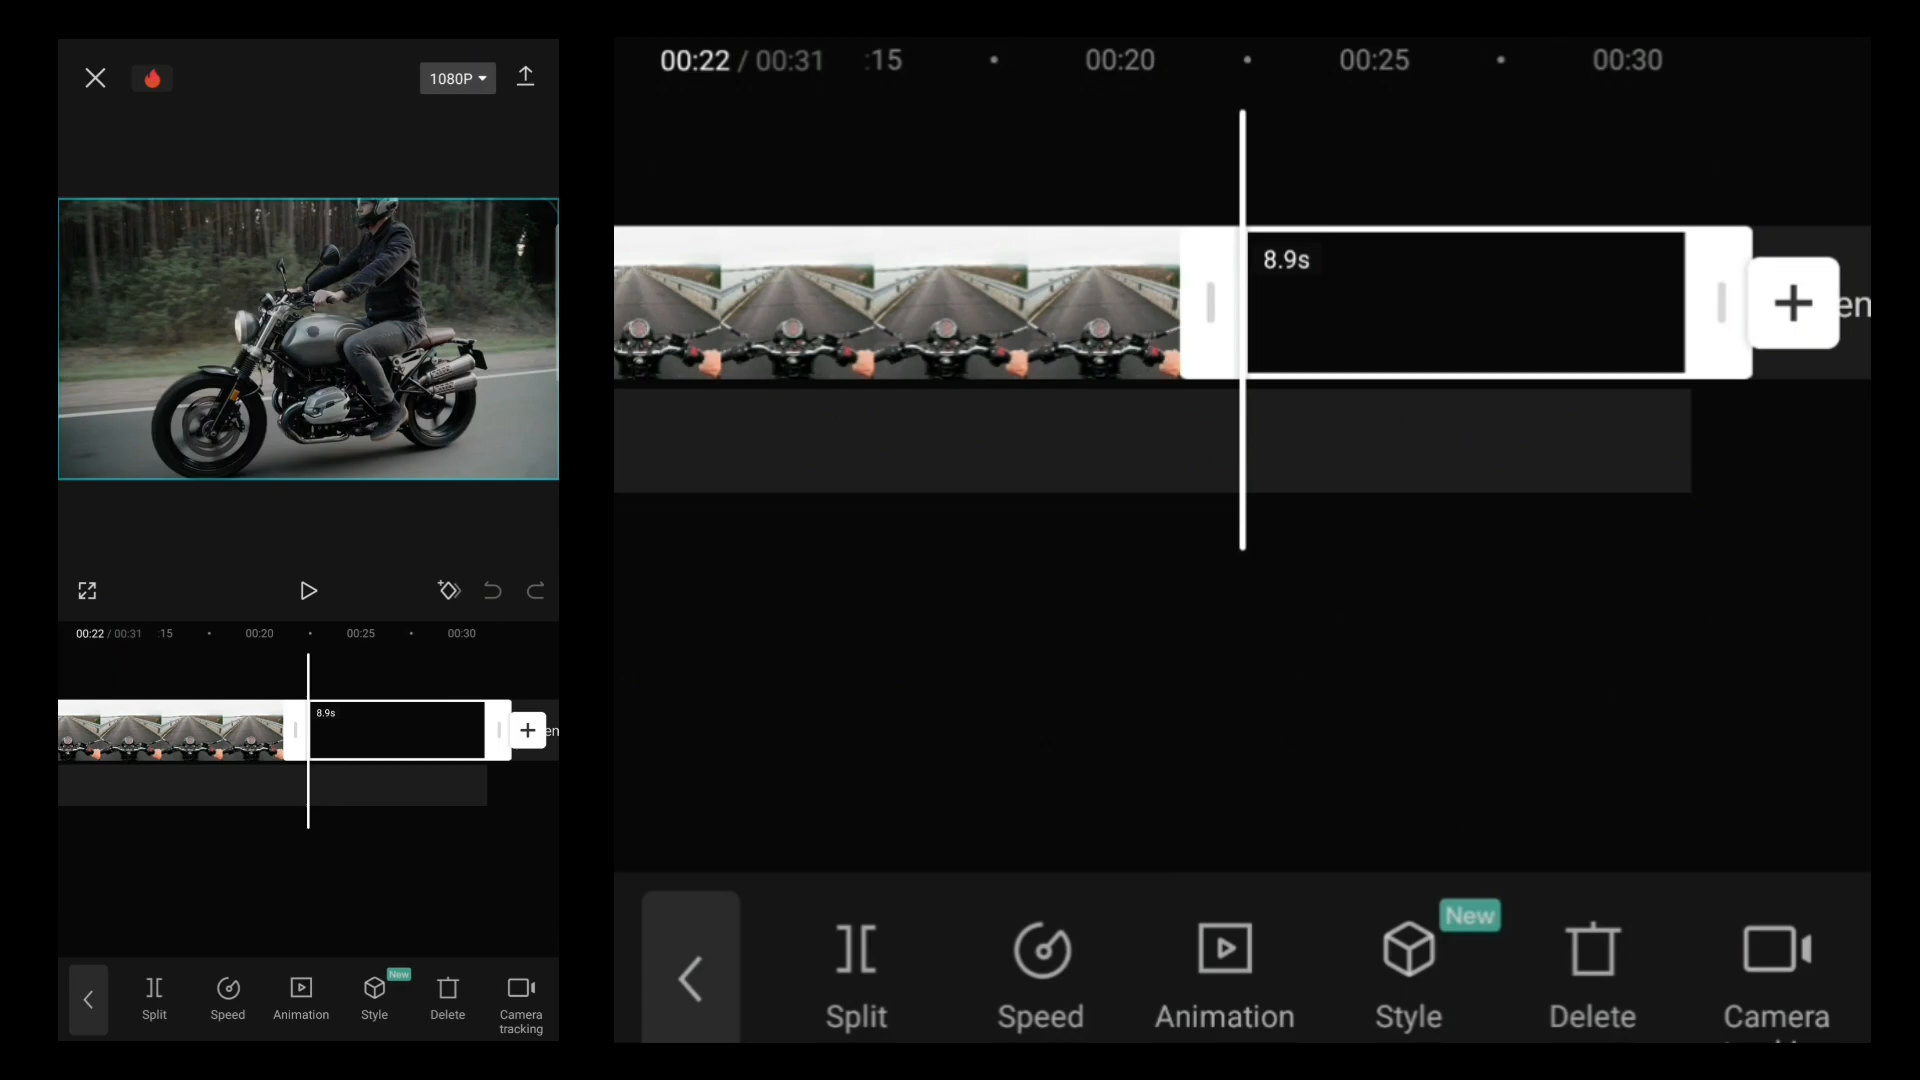 1080P
00:22 / 00:31 :15 00:20 00:25 00:30
8.9s
en
Split Speed Animation Style Delete Camera tracking
New
00:22 / 00:31 :15 00:20 00:25 00:30
8.9s
en
New
Split Speed Animation Style Delete Camera